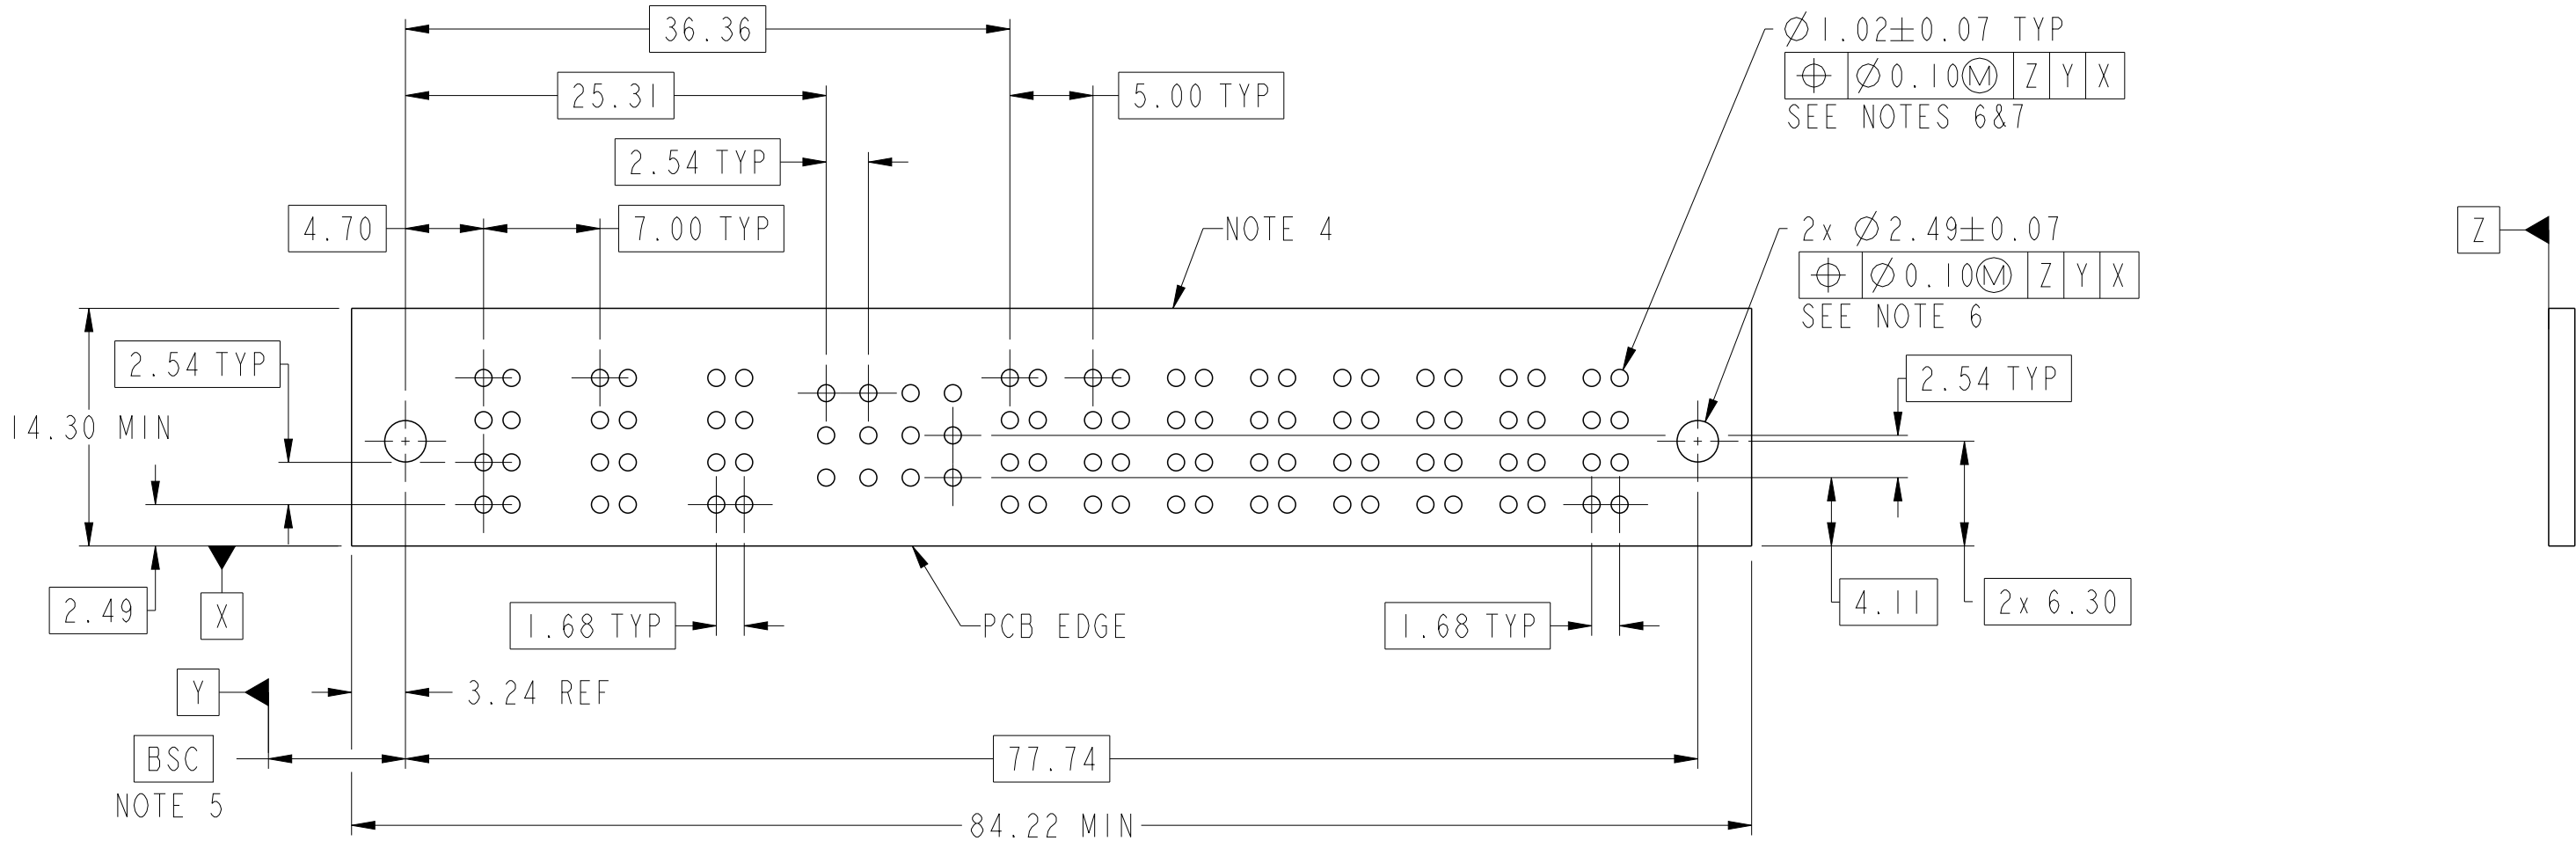 36.36
Ø1.02±0.07 TYP
⌖ Ø0.10Ⓜ Z Y X
SEE NOTES 6&7
25.31
5.00 TYP
2.54 TYP
4.70
7.00 TYP
NOTE 4
2x Ø2.49±0.07
⌖ Ø0.10Ⓜ Z Y X
SEE NOTE 6
Z
2.54 TYP
2.54 TYP
14.30 MIN
2.49
X
1.68 TYP
PCB EDGE
1.68 TYP
4.11
2x 6.30
Y
3.24 REF
BSC
NOTE 5
77.74
84.22 MIN